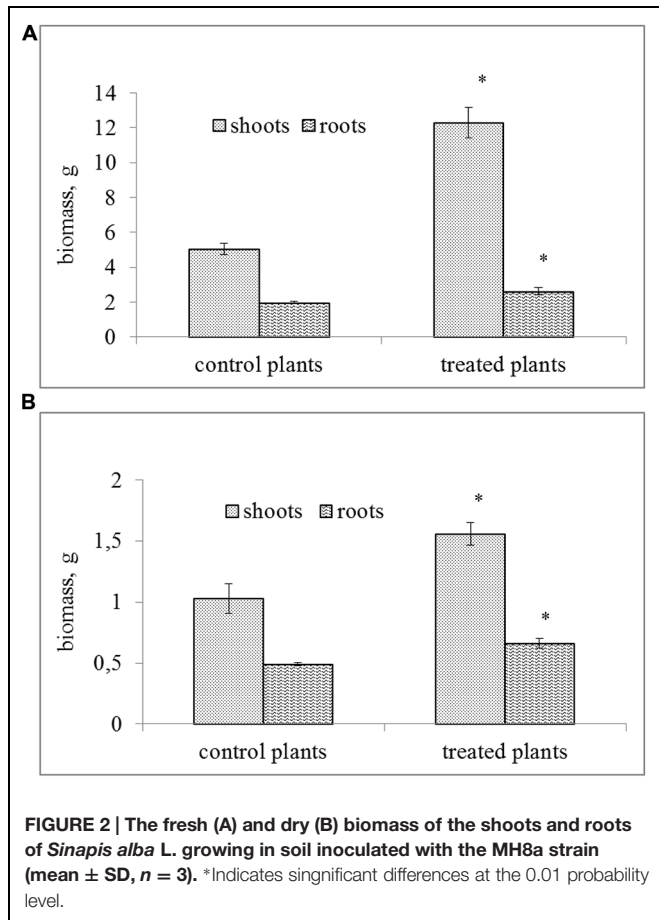 A
*
14
12
10
8
6
4
2
0
biomass, g
shoots roots
*
control plants treated plants
B
2
1,5
1
0,5
0
biomass, g
*
shoots roots
*
control plants treated plants
FIGURE 2 | The fresh (A) and dry (B) biomass of the shoots and roots
of Sinapis alba L. growing in soil inoculated with the MH8a strain
(mean ± SD, n = 3). *Indicates singnificant differences at the 0.01 probability
level.